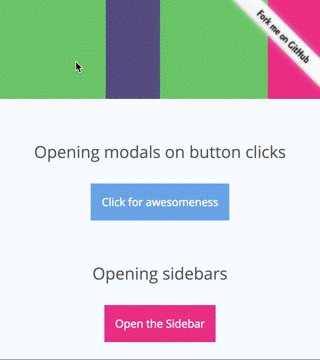 Fork me on GitHub
Opening modals on button clicks
Click for awesomeness
Opening sidebars
Open the Sidebar